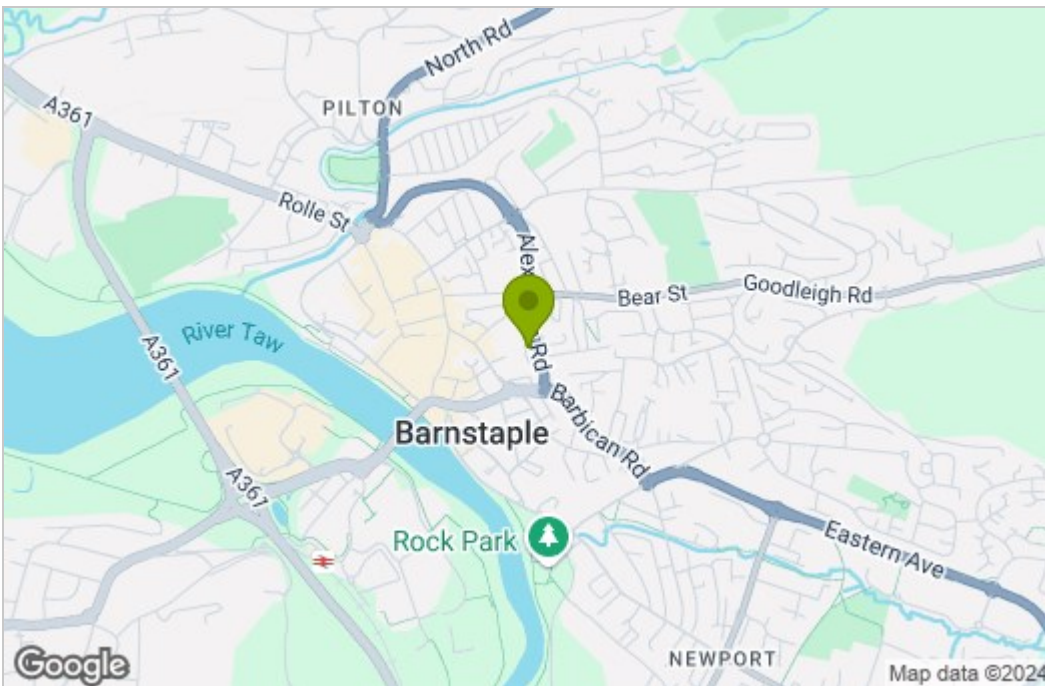 North Rd
PILTON
A361
Rolle St
Alex
Bear St
Goodleigh Rd
River Taw
A361
Rd
Barbican Rd
Barnstaple
A361
Rock Park
Eastern Ave
NEWPORT
Google
Map data ©2024